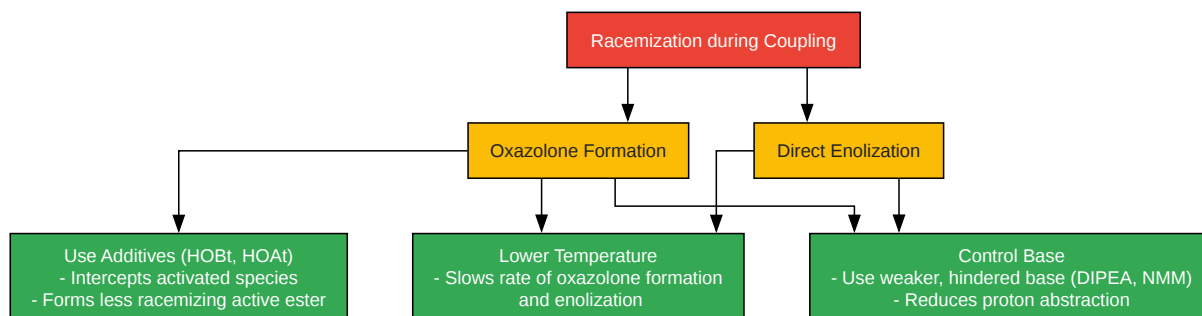 Racemization during Coupling
Oxazolone Formation
Direct Enolization
Use Additives (HOBt, HOAt)
- Intercepts activated species
- Forms less racemizing active ester
Lower Temperature
- Slows rate of oxazolone formation
and enolization
Control Base
- Use weaker, hindered base (DIPEA, NMM)
- Reduces proton abstraction